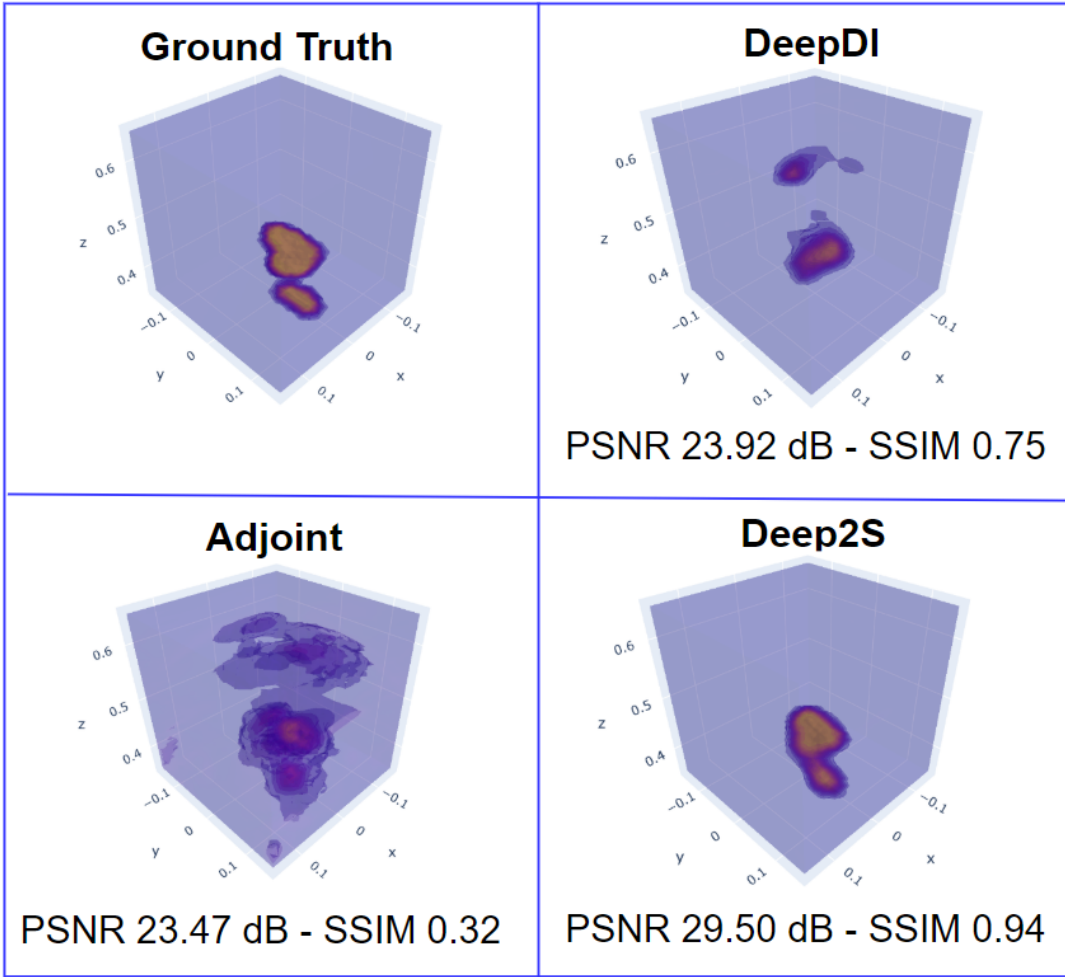 Ground Truth
0.6
0.5
0.4
z
−0.1
0
0.1
y
−0.1
0
0.1
x
DeepDI
0.6
0.5
0.4
z
−0.1
0
0.1
y
−0.1
0
0.1
x
PSNR 23.92 dB - SSIM 0.75
Adjoint
0.6
0.5
0.4
z
−0.1
0
0.1
y
−0.1
0
0.1
x
PSNR 23.47 dB - SSIM 0.32
Deep2S
0.6
0.5
0.4
z
−0.1
0
0.1
y
−0.1
0
0.1
x
PSNR 29.50 dB - SSIM 0.94